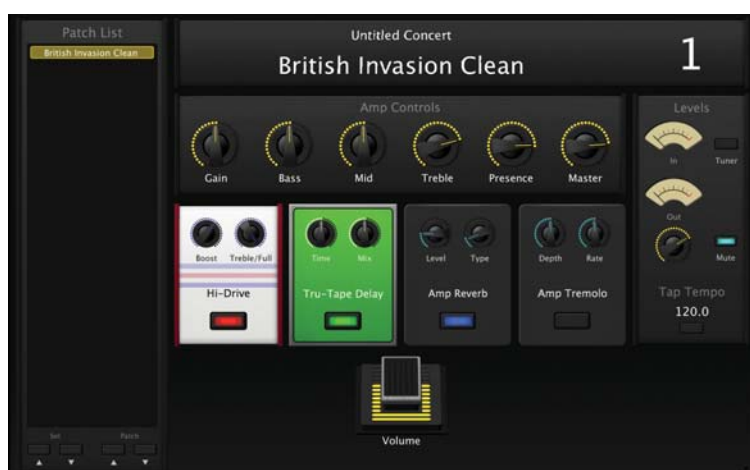 Patch List
British Invasion Clean
Set
Patch
Untitled Concert
British Invasion Clean
1
Amp Controls
Gain
Bass
Mid
Treble
Presence
Master
Levels
In
Tuner
Out
Mute
Tap Tempo
120.0
Boost
Treble/Full
Hi-Drive
Time
Mix
Tru-Tape Delay
Level
Type
Amp Reverb
Depth
Rate
Amp Tremolo
Volume